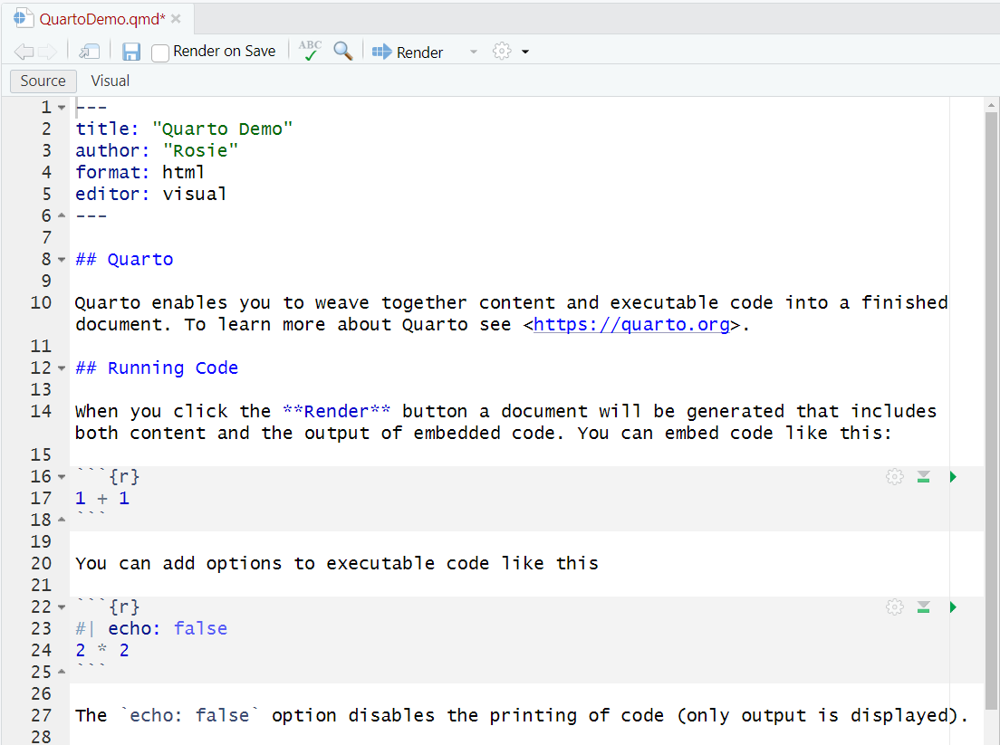 QuartoDemo.qmd*
Render on Save ABC Render
Source Visual
1 ---
2 title: "Quarto Demo"
3 author: "Rosie"
4 format: html
5 editor: visual
6 ---
7
8 ## Quarto
9
10 Quarto enables you to weave together content and executable code into a finished
document. To learn more about Quarto see <https://quarto.org>.
11
12 ## Running Code
13
14 When you click the **Render** button a document will be generated that includes
both content and the output of embedded code. You can embed code like this:
15
16 ```{r}
17 1 + 1
18 ```
19
20 You can add options to executable code like this
21
22 ```{r}
23 #| echo: false
24 2 * 2
25 ```
26
27 The `echo: false` option disables the printing of code (only output is displayed).
28